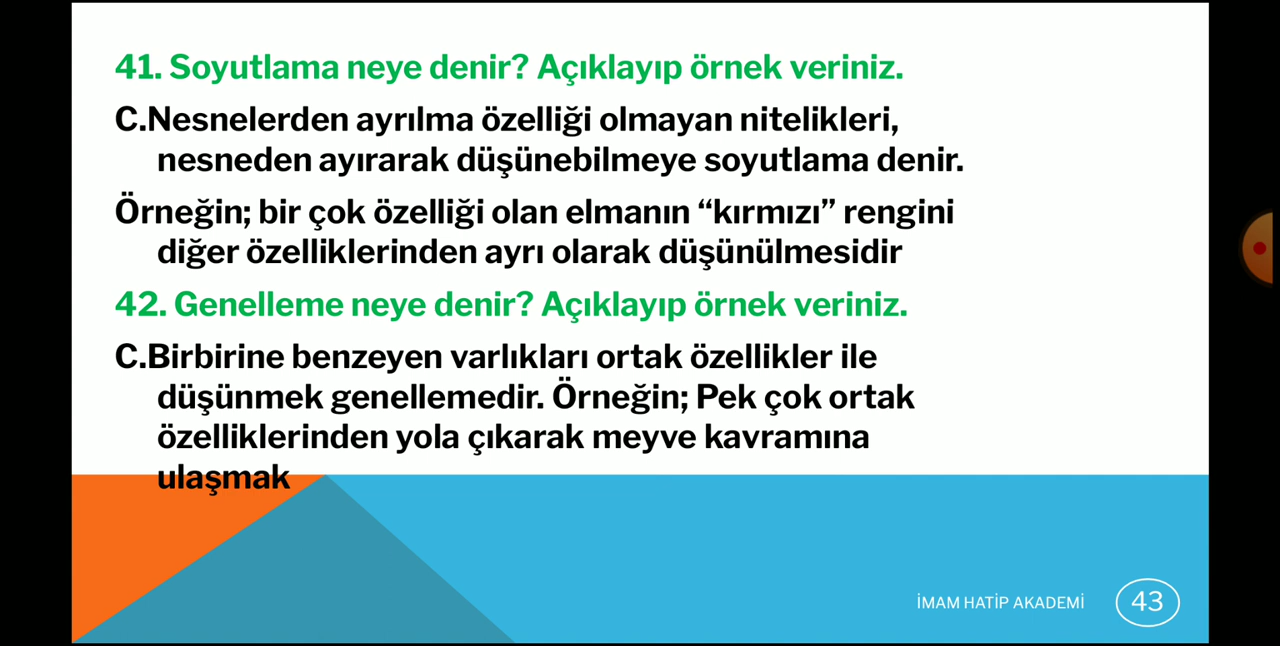 41. Soyutlama neye denir? Açıklayıp örnek veriniz.
C.Nesnelerden ayrılma özelliği olmayan nitelikleri,
nesneden ayırarak düşünebilmeye soyutlama denir.
Örneğin; bir çok özelliği olan elmanın “kırmızı” rengini
diğer özelliklerinden ayrı olarak düşünülmesidir
42. Genelleme neye denir? Açıklayıp örnek veriniz.
C.Birbirine benzeyen varlıkları ortak özellikler ile
düşünmek genellemedir. Örneğin; Pek çok ortak
özelliklerinden yola çıkarak meyve kavramına
ulaşmak
İMAM HATİP AKADEMİ
43